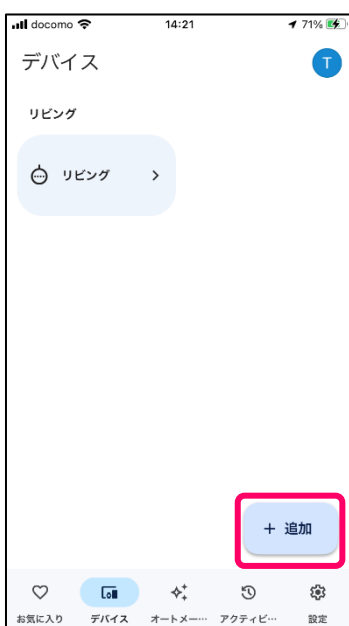 docomo 14:21 71%
デバイス
T
リビング
リビング
+ 追加
お気に入り デバイス オートメー… アクティビ… 設定